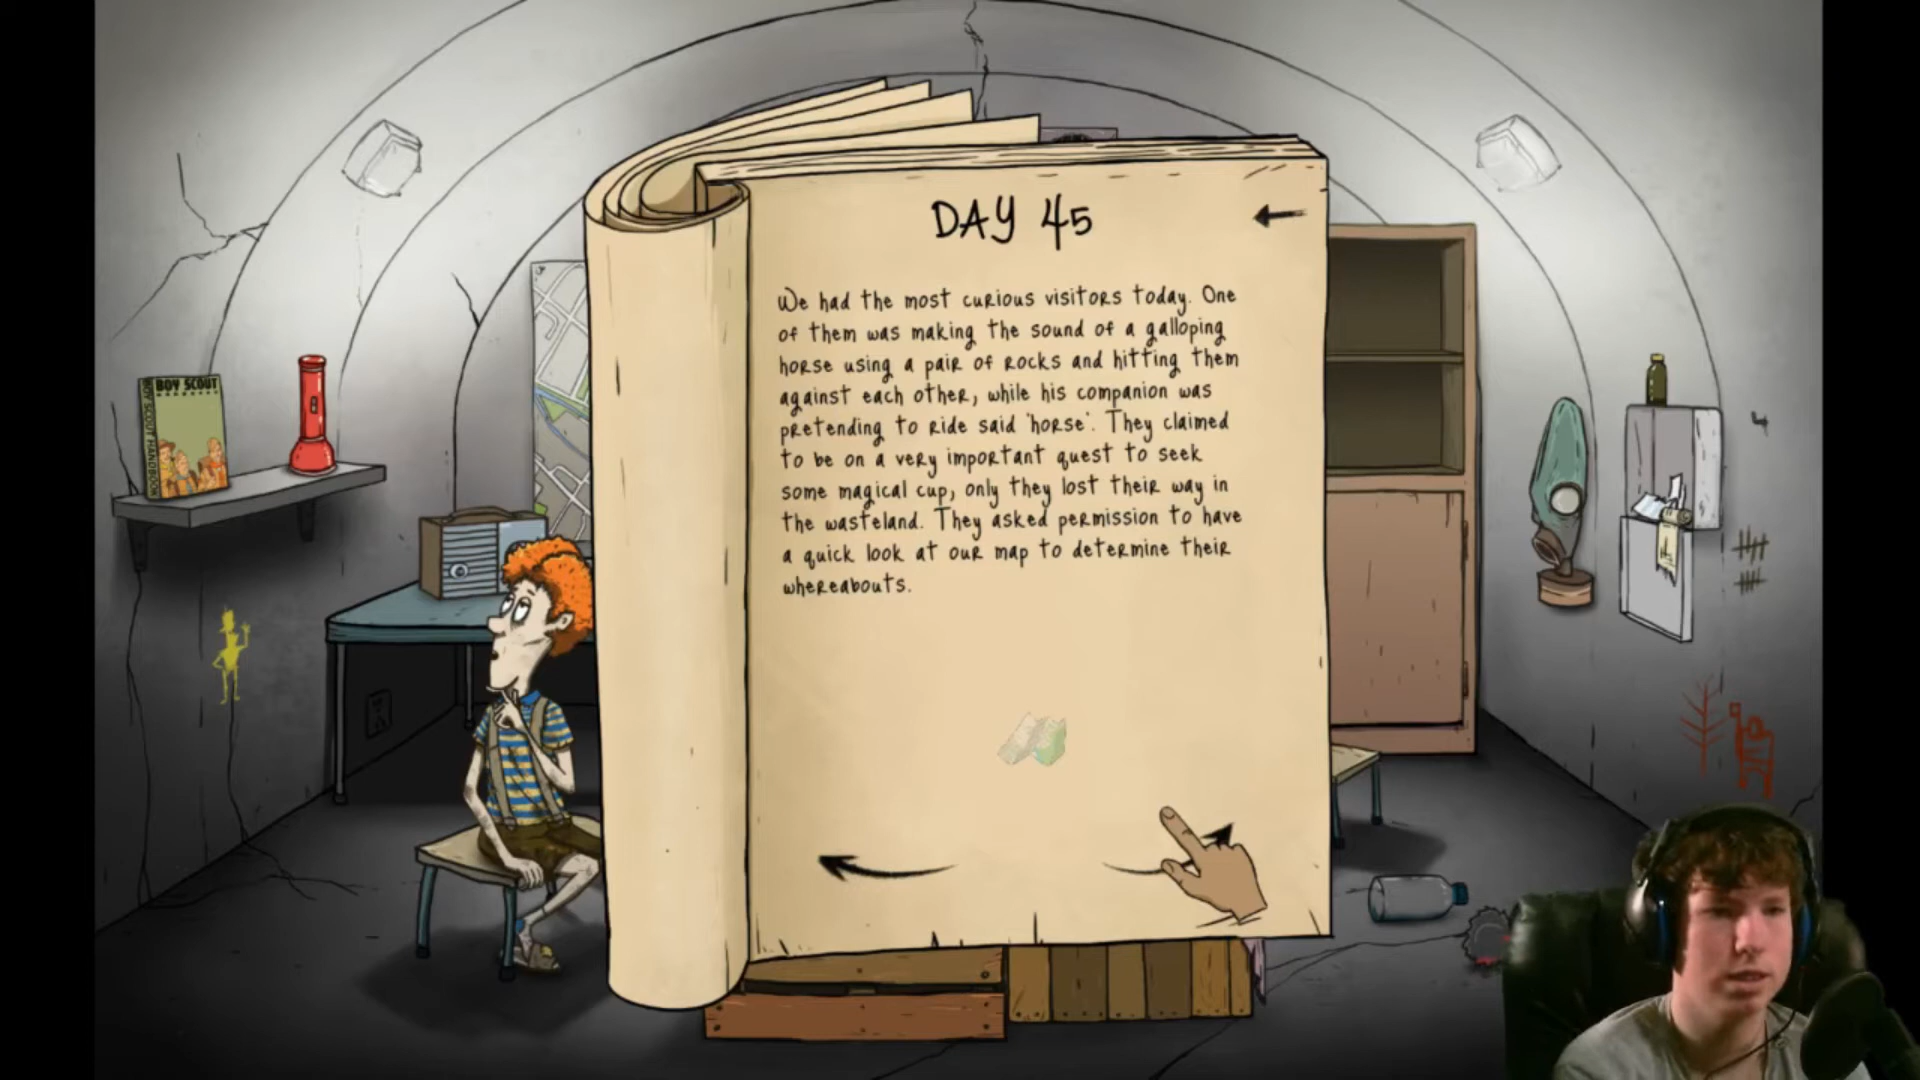 DAY 45
We had the most curious visitors today. One
of them was making the sound of a galloping
horse using a pair of rocks and hitting them
against each other, while his companion was
pretending to ride said 'horse'. They claimed
to be on a very important quest to seek
some magical cup, only they lost their way in
the wasteland. They asked permission to have
a quick look at our map to determine their
whereabouts.
BOY SCOUT
BOY SCOUT HANDBOOK